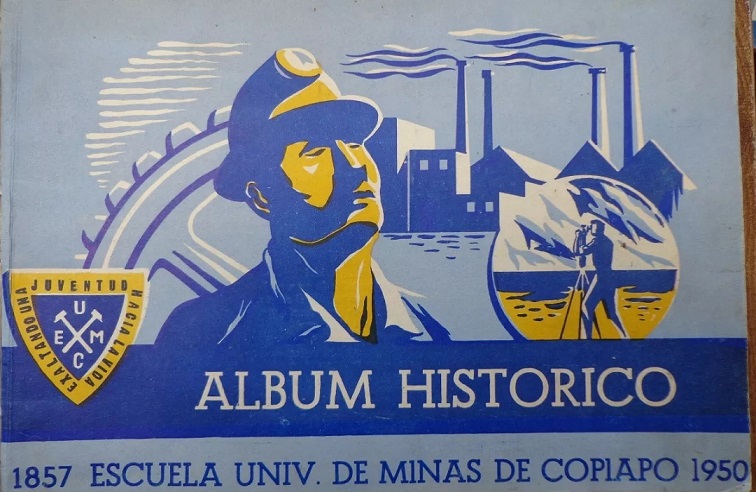 JUVENTUD
HACIA LA VIDA
EXALTANDO UNA
U
E M
C
ALBUM HISTORICO
1857 ESCUELA UNIV. DE MINAS DE COPIAPO 1950